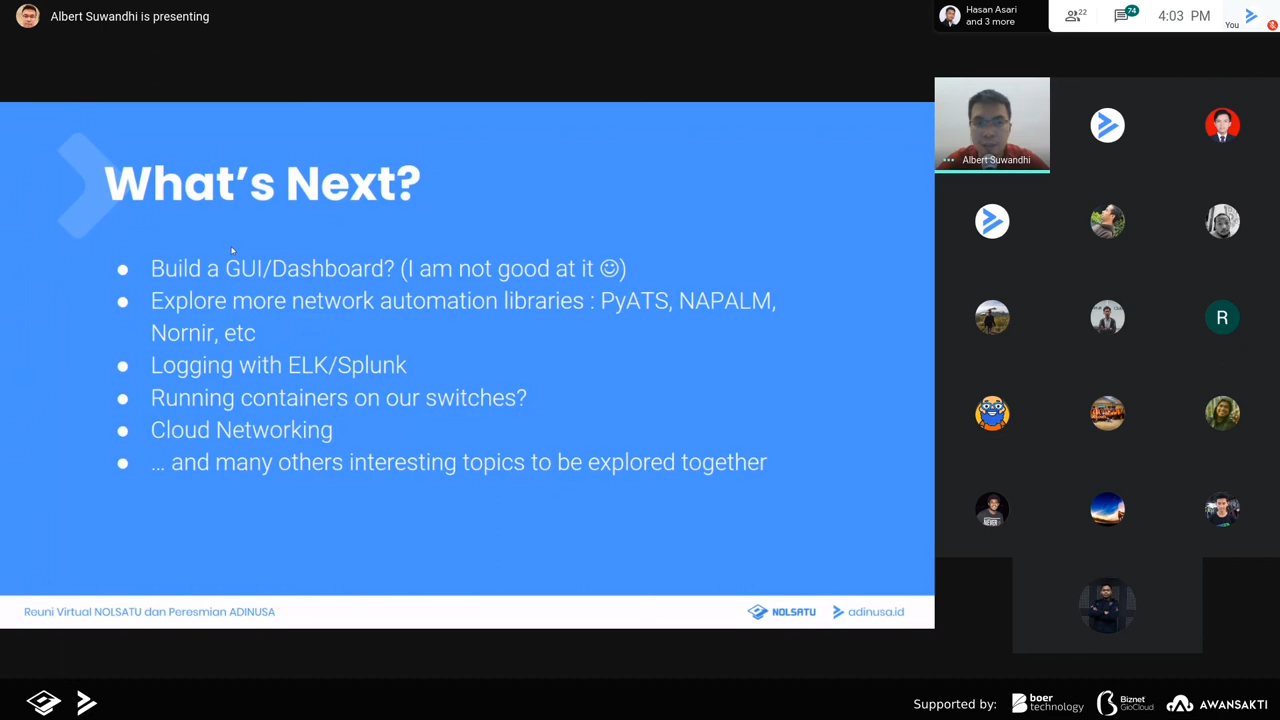 Albert Suwandhi is presenting
Hasan Asari
and 3 more
22
74
4:03 PM
You
Albert Suwandhi
R
What's Next?
● Build a GUI/Dashboard? (I am not good at it ☺)
● Explore more network automation libraries : PyATS, NAPALM,
Nornir, etc
● Logging with ELK/Splunk
● Running containers on our switches?
● Cloud Networking
● … and many others interesting topics to be explored together
Reuni Virtual NOLSATU dan Peresmian ADINUSA
NOLSATU
adinusa.id
Supported by:
boer
technology
Biznet
GioCloud
AWANSAKTI